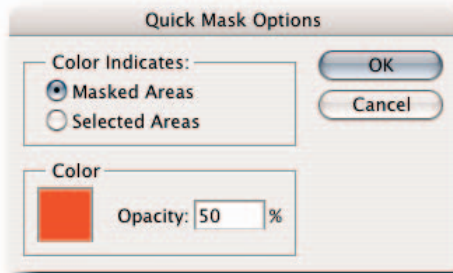 Quick Mask Options
Color Indicates:
Masked Areas
Selected Areas
OK
Cancel
Color
Opacity: 50 %